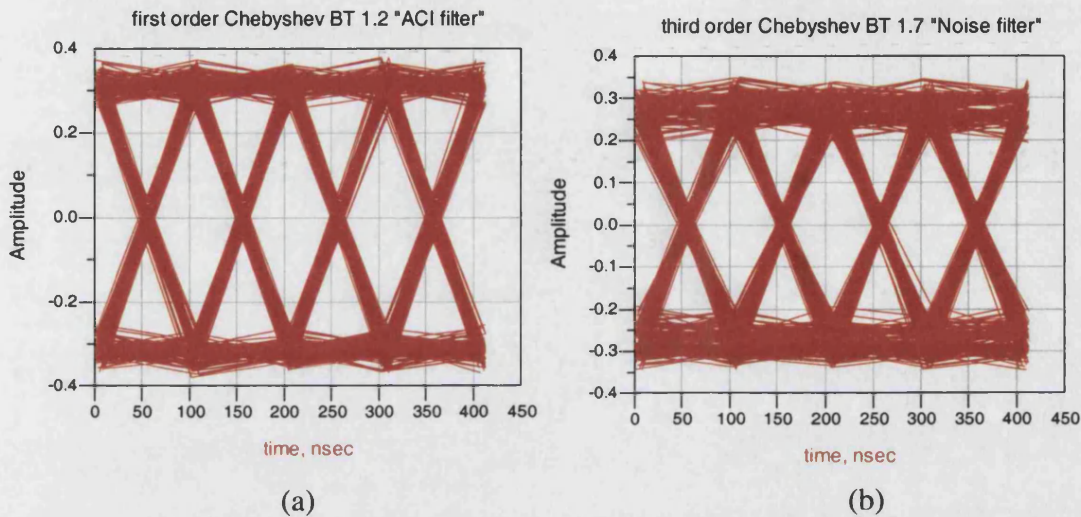 first order Chebyshev BT 1.2 "ACI filter"
0.4
0.2
0.0
-0.2
-0.4
Amplitude
0 50 100 150 200 250 300 350 400 450
time, nsec
(a)
third order Chebyshev BT 1.7 "Noise filter"
0.4
0.3
0.2
0.1
0.0
-0.1
-0.2
-0.3
-0.4
Amplitude
0 50 100 150 200 250 300 350 400 450
time, nsec
(b)